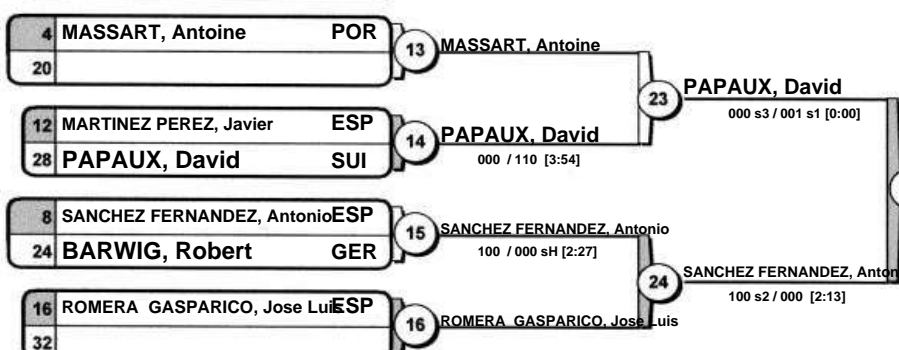 4 MASSART, Antoine POR
20
13 MASSART, Antoine
12 MARTINEZ PEREZ, Javier ESP
28 PAPAUX, David SUI
14 PAPAUX, David
000 / 110 [3:54]
23 PAPAUX, David
000 s3 / 001 s1 [0:00]
8 SANCHEZ FERNANDEZ, Antonio ESP
24 BARWIG, Robert GER
15 SANCHEZ FERNANDEZ, Antonio
100 / 000 sH [2:27]
16 ROMERA GASPARICO, Jose Luis ESP
32
16 ROMERA GASPARICO, Jose Luis
24 SANCHEZ FERNANDEZ, Anton
100 s2 / 000 [2:13]